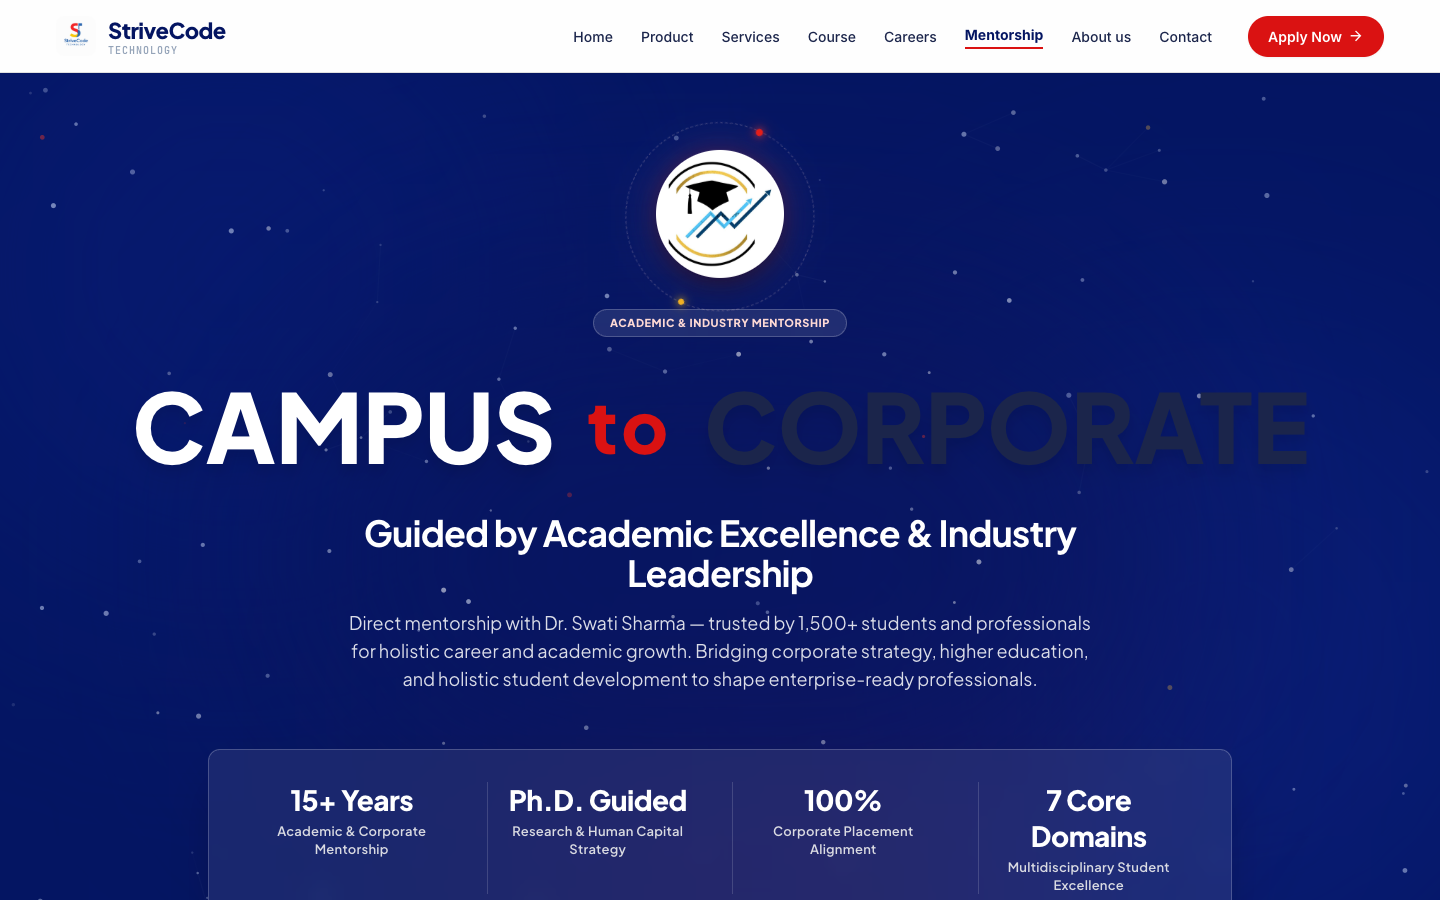 StriveCode
TECHNOLOGY
Home
Product
Services
Course
Careers
Mentorship
About us
Contact
Apply Now
ACADEMIC & INDUSTRY MENTORSHIP
CAMPUS to CORPORATE
Guided by Academic Excellence & Industry
Leadership
Direct mentorship with Dr. Swati Sharma — trusted by 1,500+ students and professionals
for holistic career and academic growth. Bridging corporate strategy, higher education,
and holistic student development to shape enterprise-ready professionals.
15+ Years
Academic & Corporate
Mentorship
Ph.D. Guided
Research & Human Capital
Strategy
100%
Corporate Placement
Alignment
7 Core
Domains
Multidisciplinary Student
Excellence